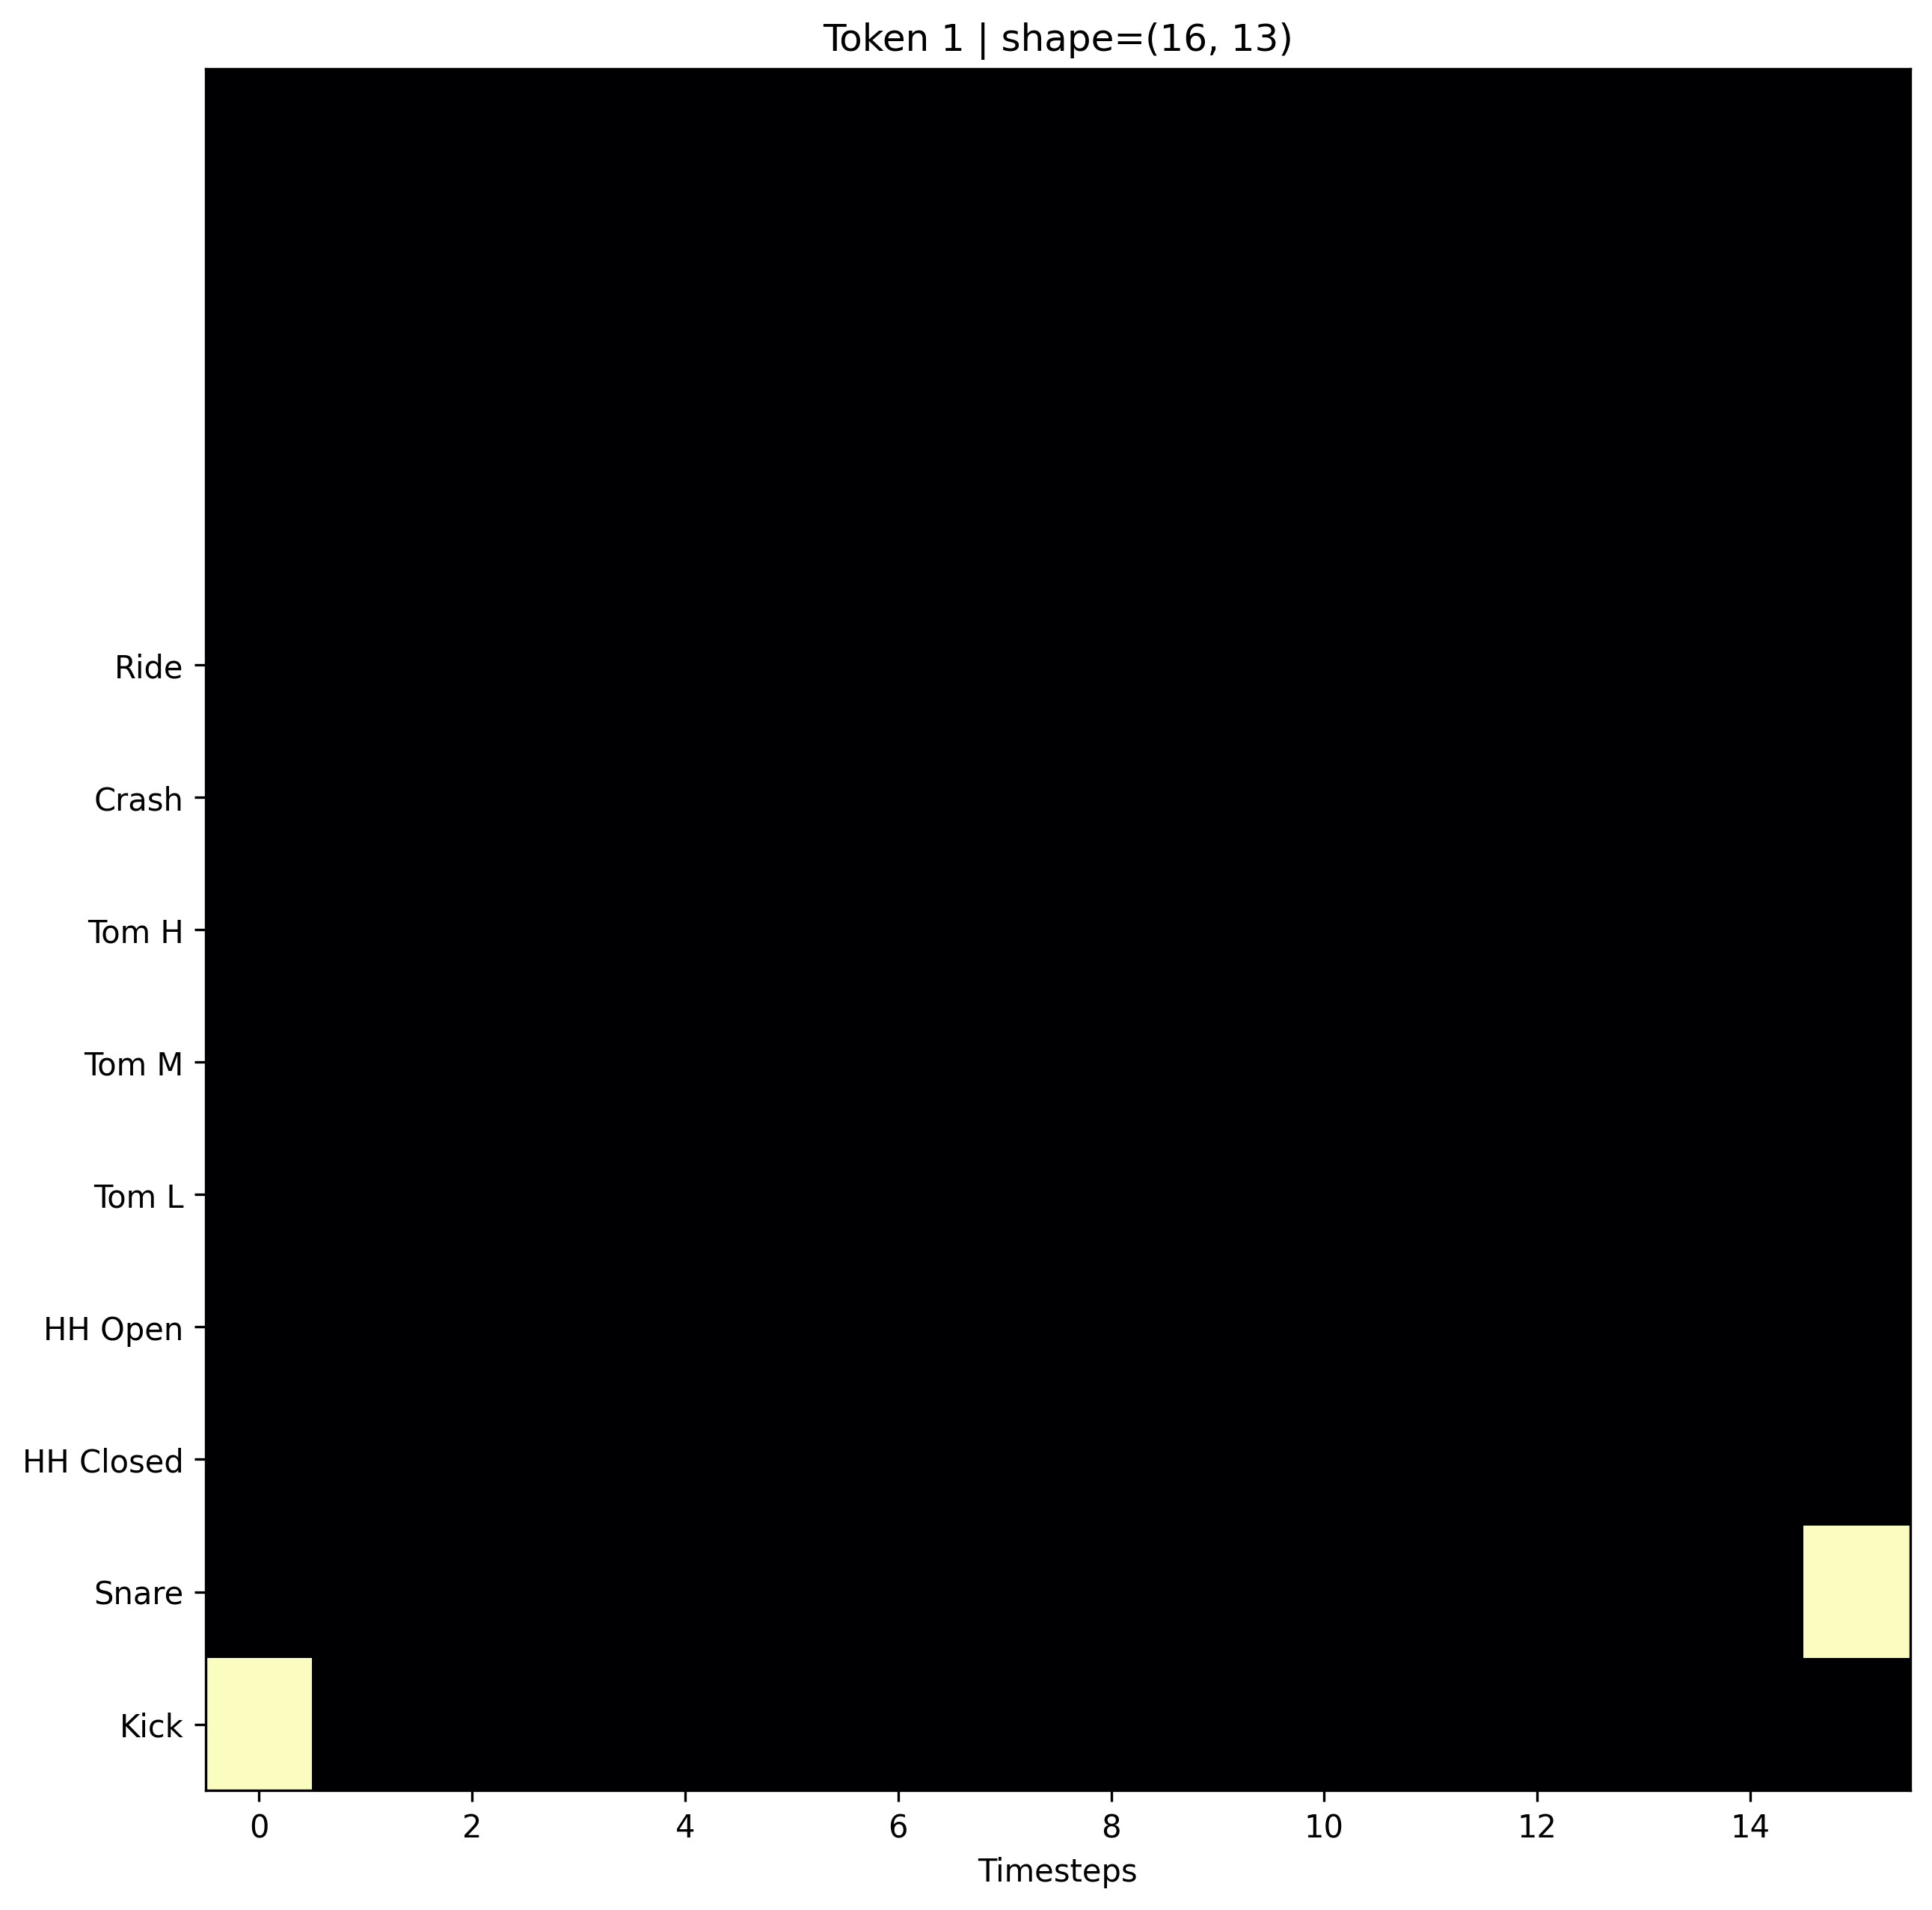 Token 1 | shape=(16, 13)
Ride
Crash
Tom H
Tom M
Tom L
HH Open
HH Closed
Snare
Kick
0 2 4 6 8 10 12 14
Timesteps